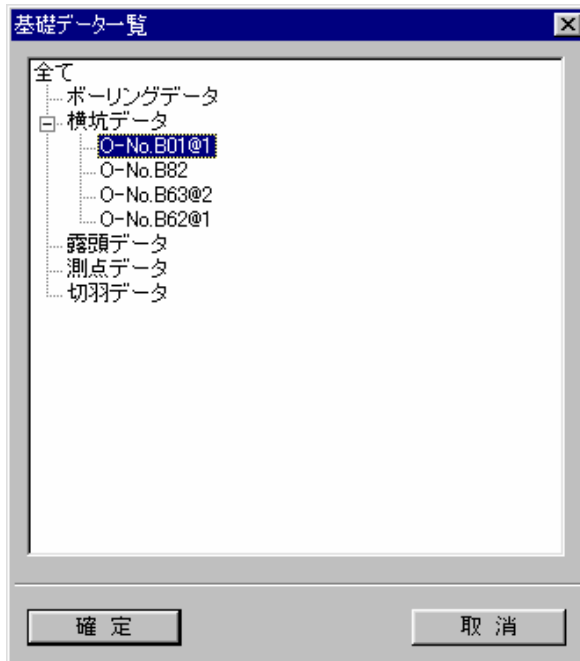 基礎データ一覧
全て
ボーリングデータ
横坑データ
O-No.B01@1
O-No.B82
O-No.B63@2
O-No.B62@1
露頭データ
測点データ
切羽データ
確 定
取 消